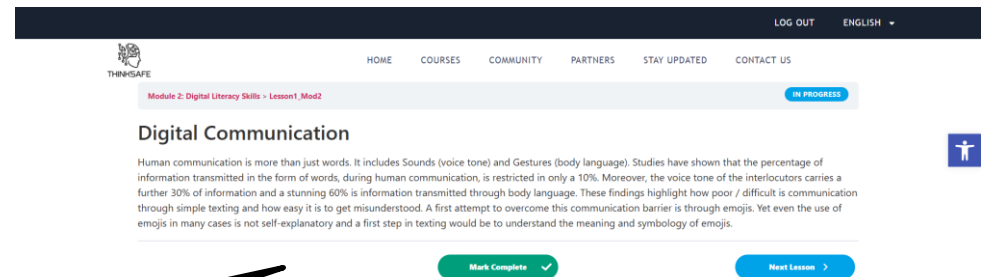 LOG OUT ENGLISH
THINKSAFE
HOME COURSES COMMUNITY PARTNERS STAY UPDATED CONTACT US
Module 2: Digital Literacy Skills > Lesson1_Mod2 IN PROGRESS
Digital Communication
Human communication is more than just words. It includes Sounds (voice tone) and Gestures (body language). Studies have shown that the percentage of
information transmitted in the form of words, during human communication, is restricted in only a 10%. Moreover, the voice tone of the interlocutors carries a
further 30% of information and a stunning 60% is information transmitted through body language. These findings highlight how poor / difficult is communication
through simple texting and how easy it is to get misunderstood. A first attempt to overcome this communication barrier is through emojis. Yet even the use of
emojis in many cases is not self-explanatory and a first step in texting would be to understand the meaning and symbology of emojis.
Mark Complete Next Lesson >